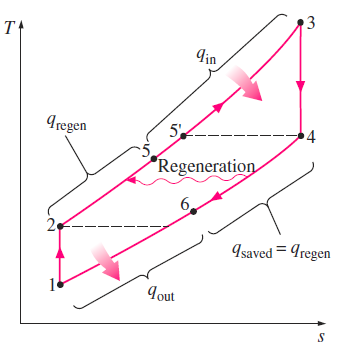 T
3
q_in
q_regen
5'
5
4
Regeneration
6
2
q_saved = q_regen
1
q_out
s